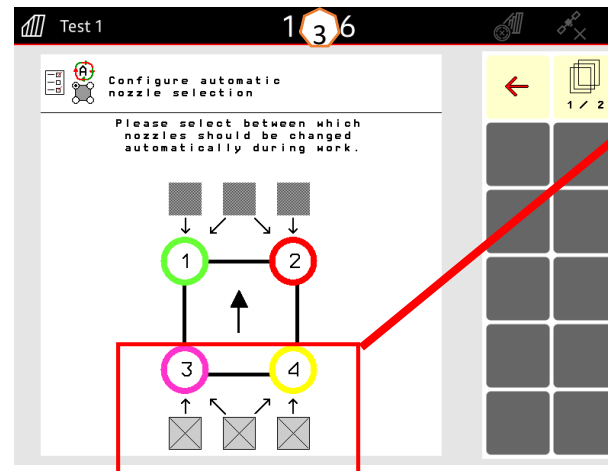 Test 1
1 3 6
1 / 2
A
Configure automatic
nozzle selection
Please select between which
nozzles should be changed
automatically during work.
1 2
3 4